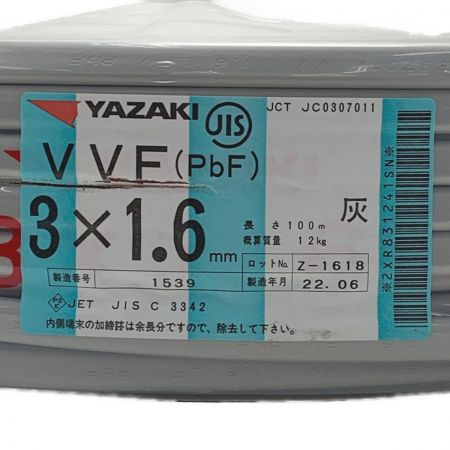 YAZAKI JIS JCT JC0307011
VVF(PbF)
3×1.6mm
灰
長さ100m
概算質量 12kg
ロットNo. Z-1618
製造番号 1539 製造年月 22.06
PSE JET JIS C 3342
内側端末の加締跡は余長分ですので、除去して下さい。
※2XR831241SN※